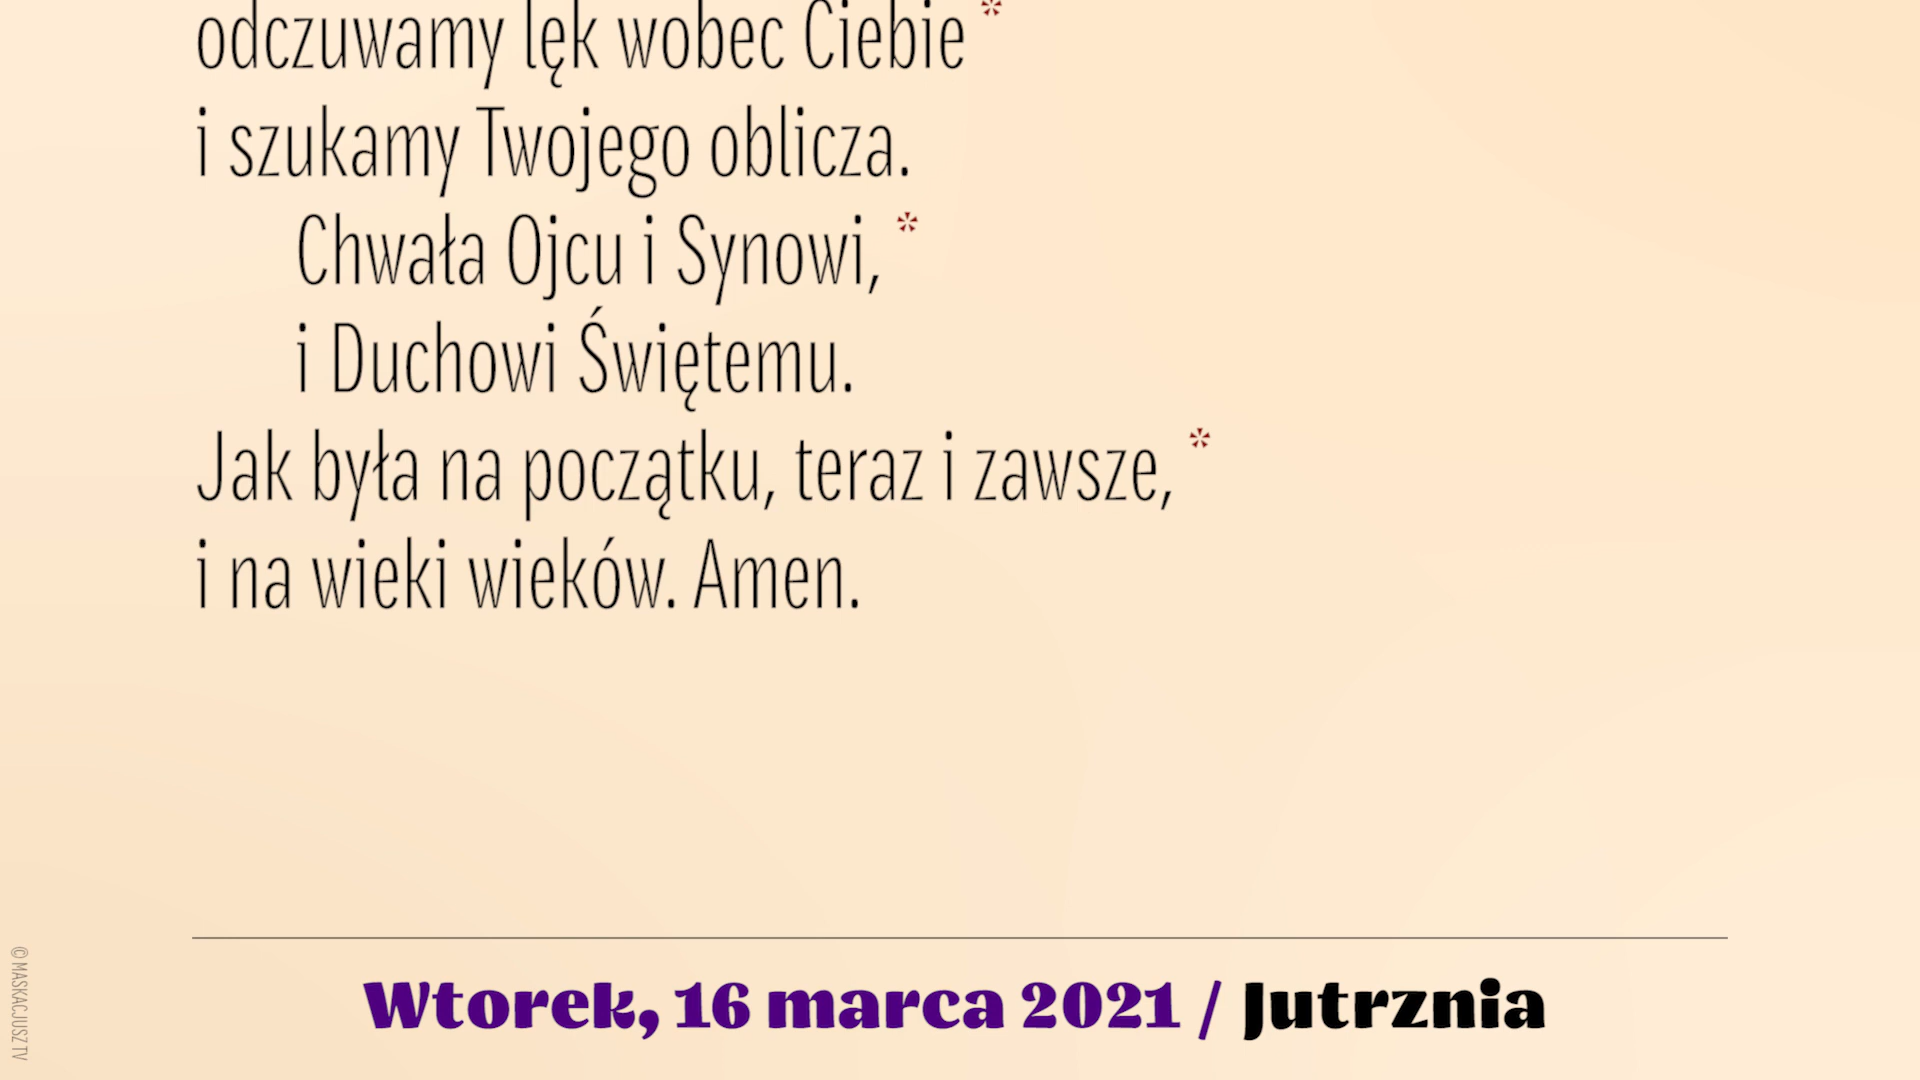 odczuwamy lęk wobec Ciebie *
i szukamy Twojego oblicza.
Chwała Ojcu i Synowi, *
i Duchowi Świętemu.
Jak była na początku, teraz i zawsze, *
i na wieki wieków. Amen.
Wtorek, 16 marca 2021 / Jutrznia
© MASKACJUSZ TV